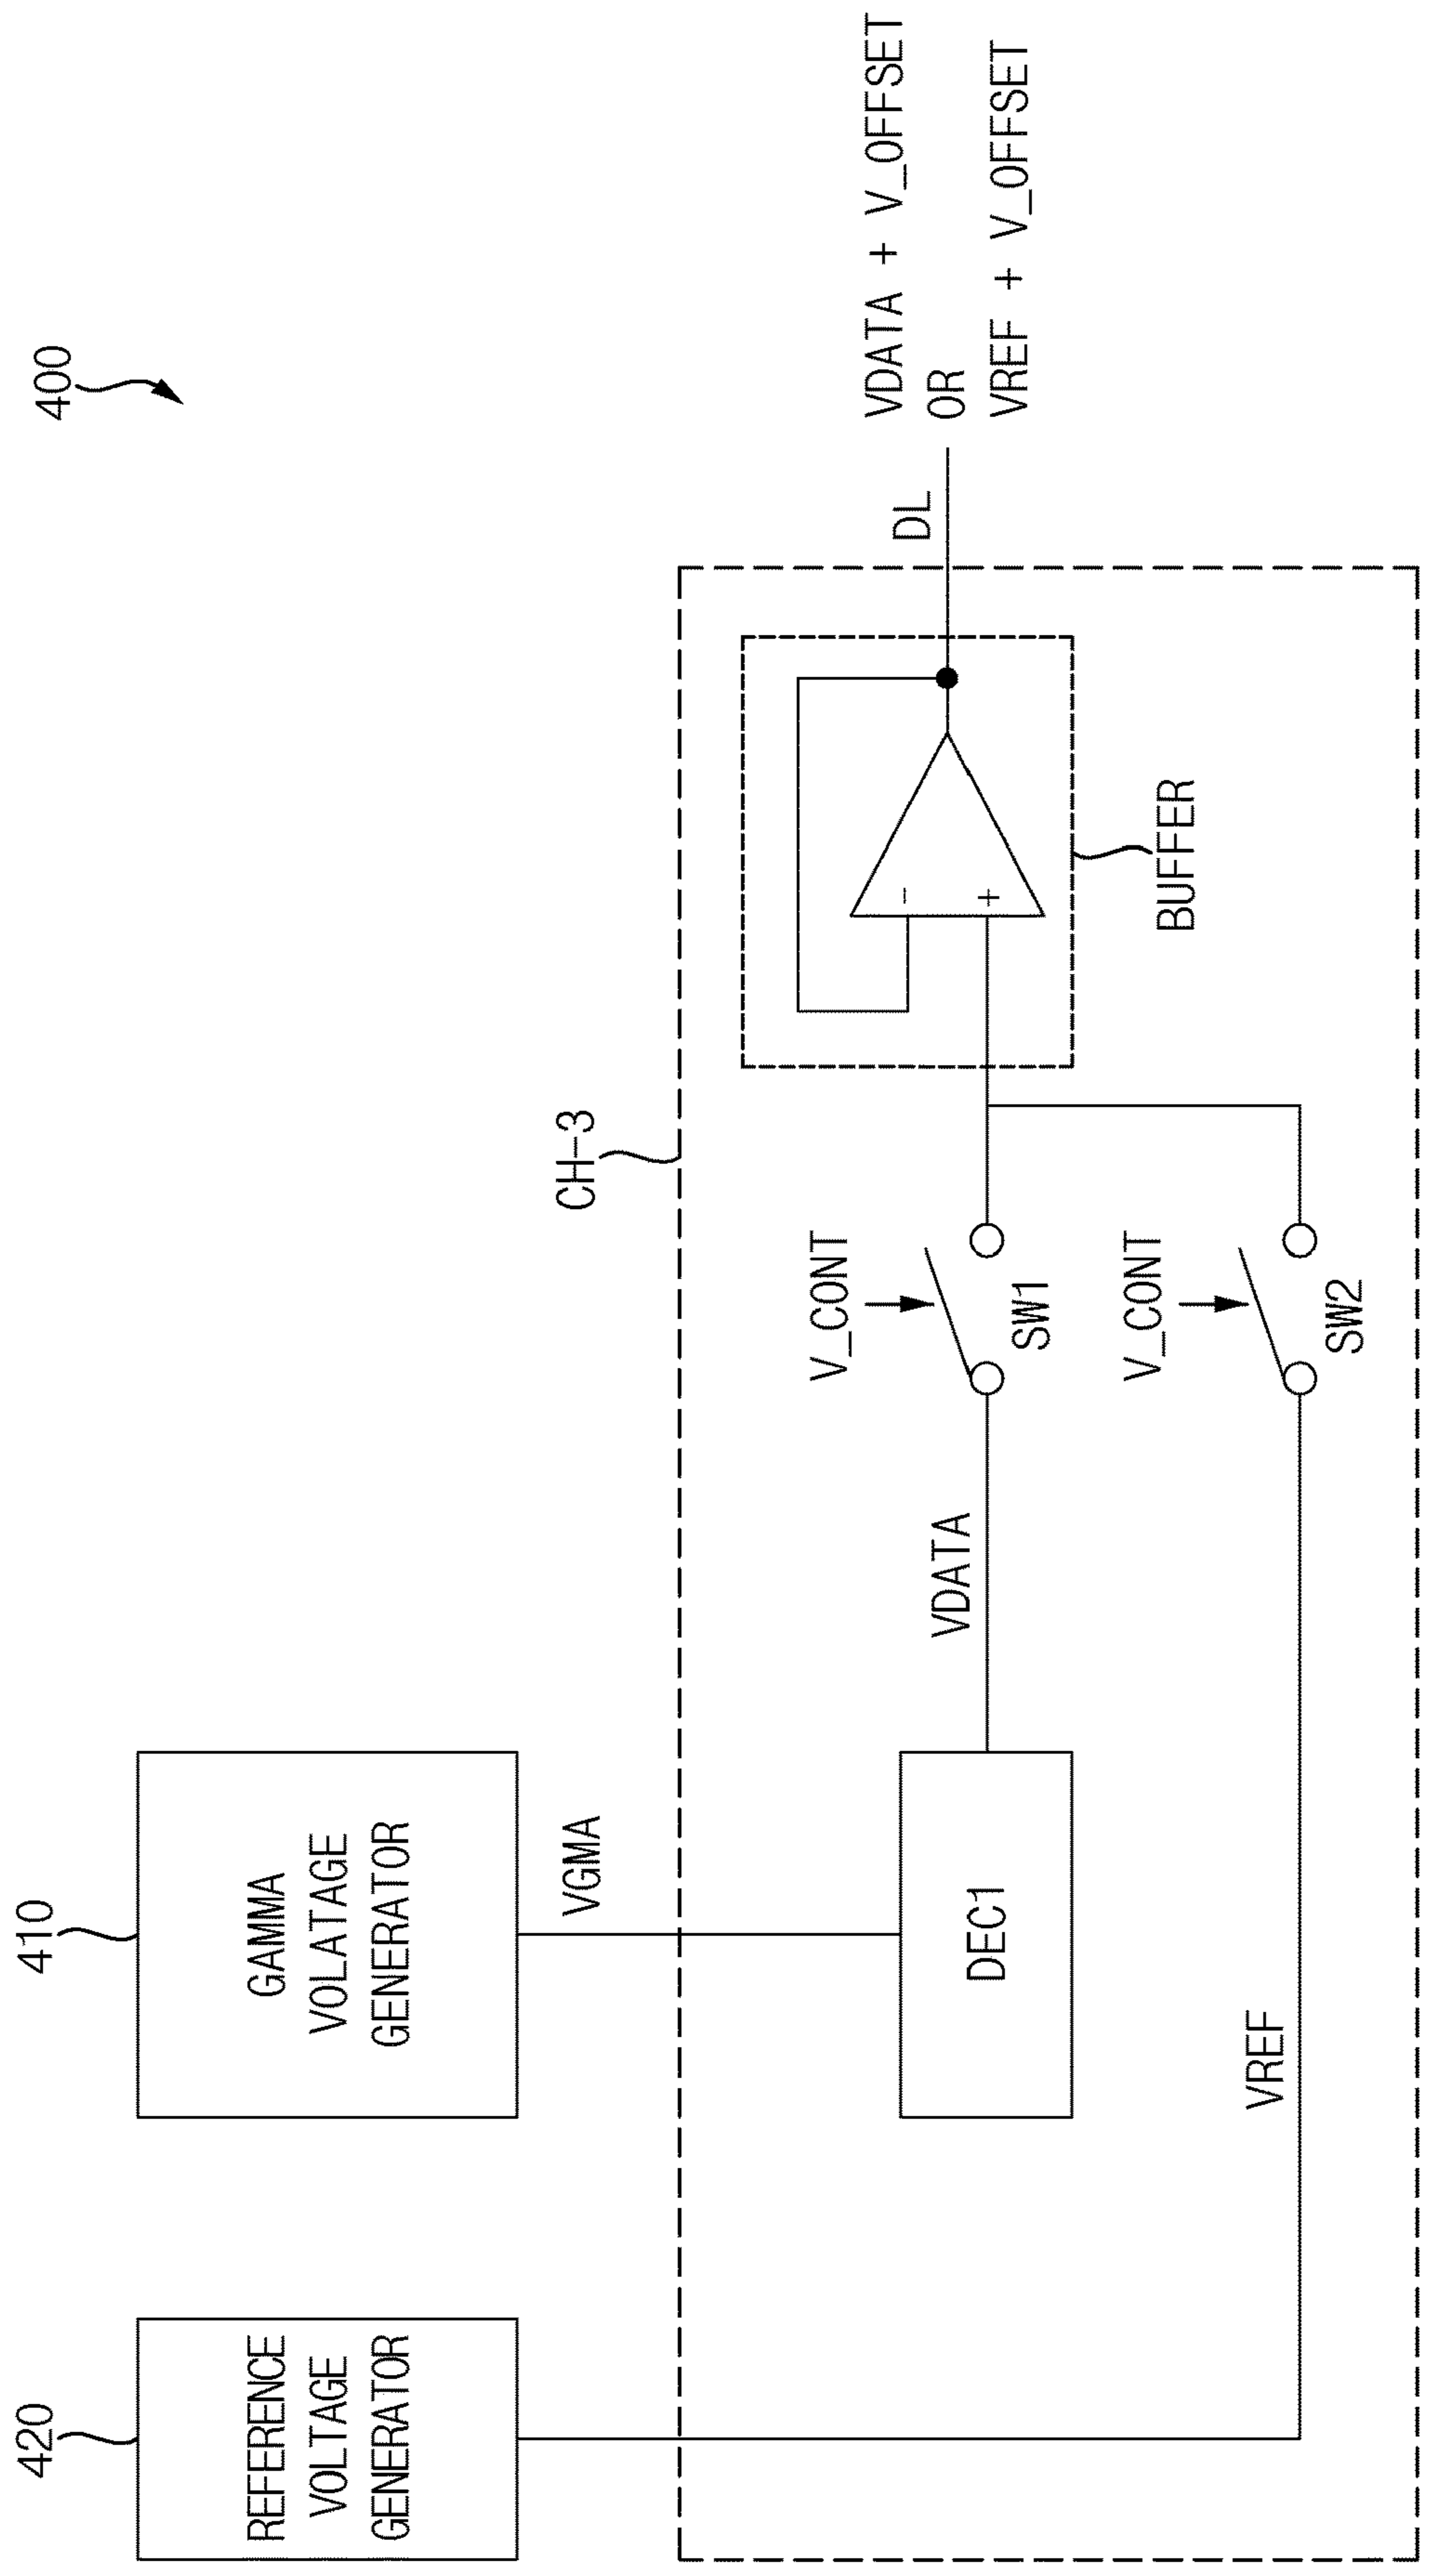 400
420
REFERENCE
VOLTAGE
GENERATOR
410
GAMMA
VOLATAGE
GENERATOR
VGMA
CH-3
DEC1
VDATA
V_CONT
SW1
VREF
V_CONT
SW2
BUFFER
-
+
DL
VDATA + V_OFFSET
OR
VREF + V_OFFSET